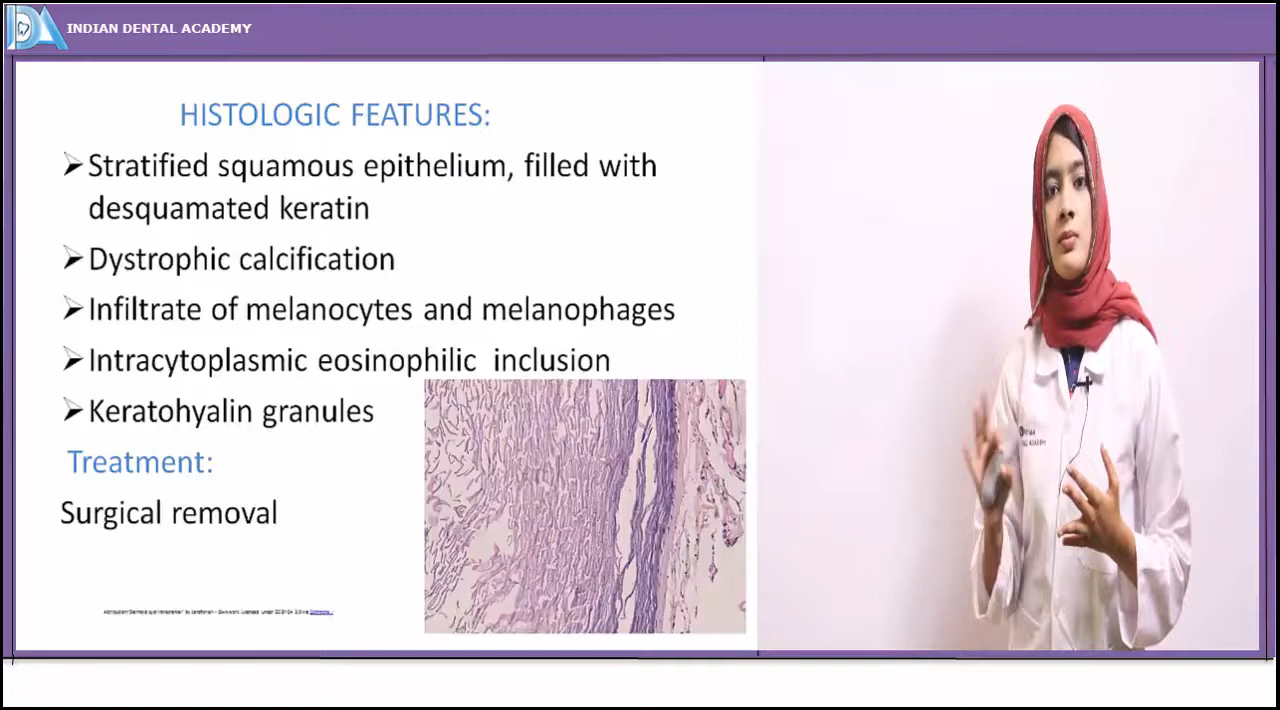 INDIAN DENTAL ACADEMY
HISTOLOGIC FEATURES:
➢Stratified squamous epithelium, filled with
desquamated keratin
➢Dystrophic calcification
➢Infiltrate of melanocytes and melanophages
➢Intracytoplasmic eosinophilic inclusion
➢Keratohyalin granules
Treatment:
Surgical removal